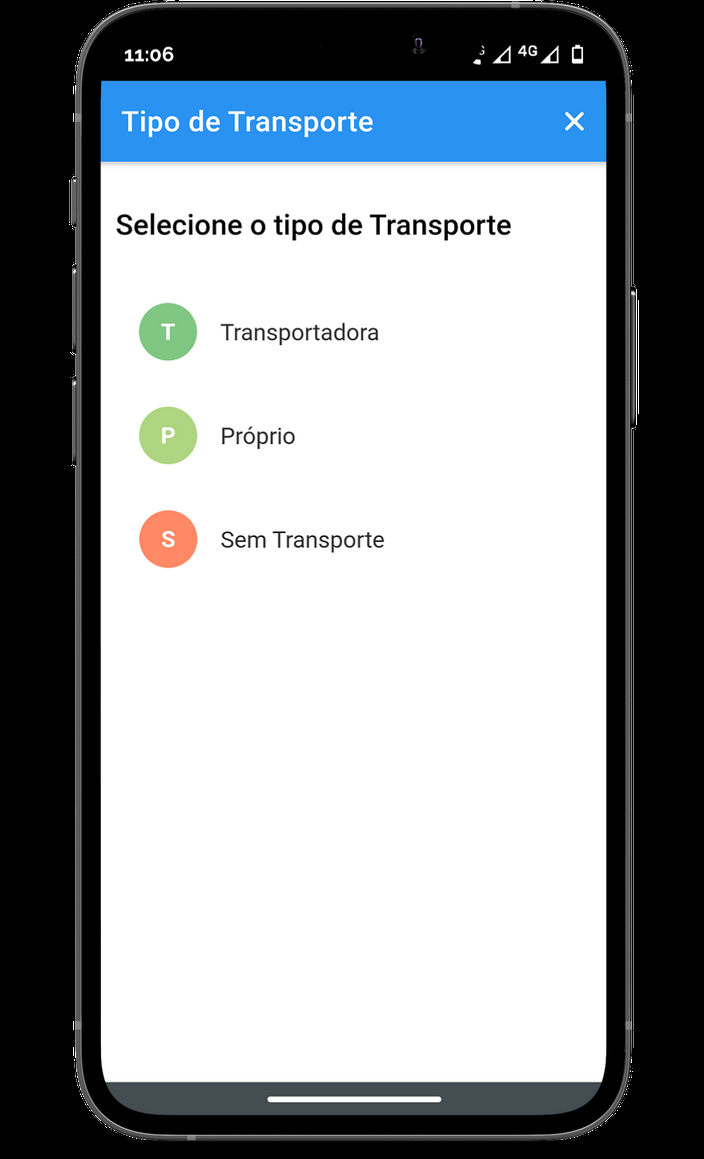 11:06
4G
Tipo de Transporte
Selecione o tipo de Transporte
T
Transportadora
P
Próprio
S
Sem Transporte